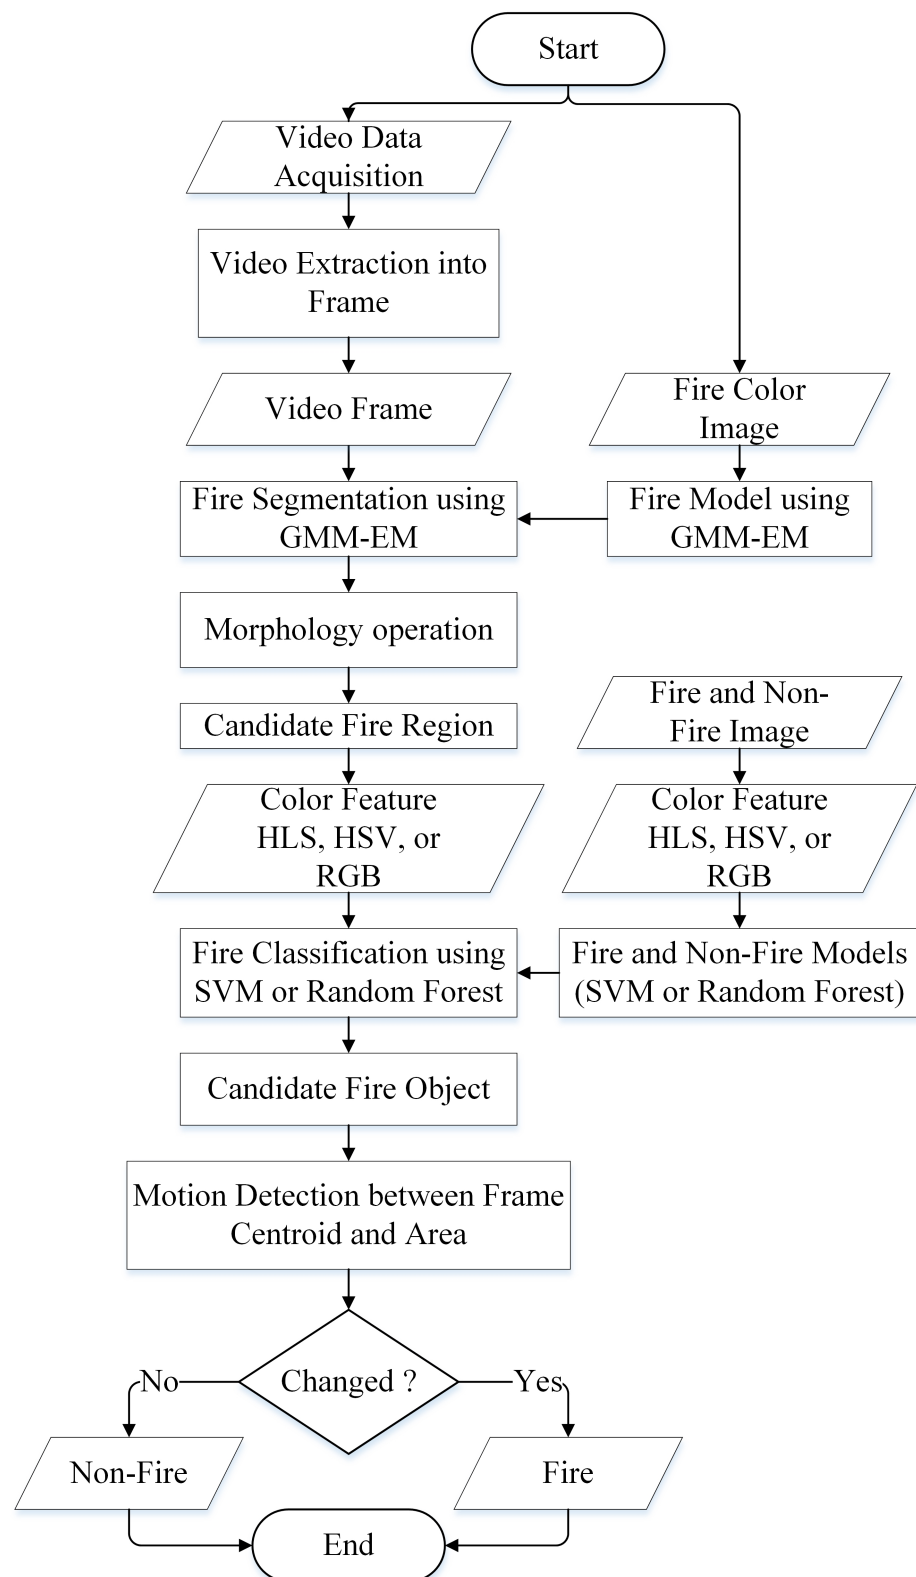 Start
Video Data
Acquisition
Video Extraction into
Frame
Video Frame
Fire Color
Image
Fire Segmentation using
GMM-EM
Fire Model using
GMM-EM
Morphology operation
Candidate Fire Region
Fire and Non-
Fire Image
Color Feature
HLS, HSV, or
RGB
Color Feature
HLS, HSV, or
RGB
Fire Classification using
SVM or Random Forest
Fire and Non-Fire Models
(SVM or Random Forest)
Candidate Fire Object
Motion Detection between Frame
Centroid and Area
Changed ?
No
Yes
Non-Fire
Fire
End